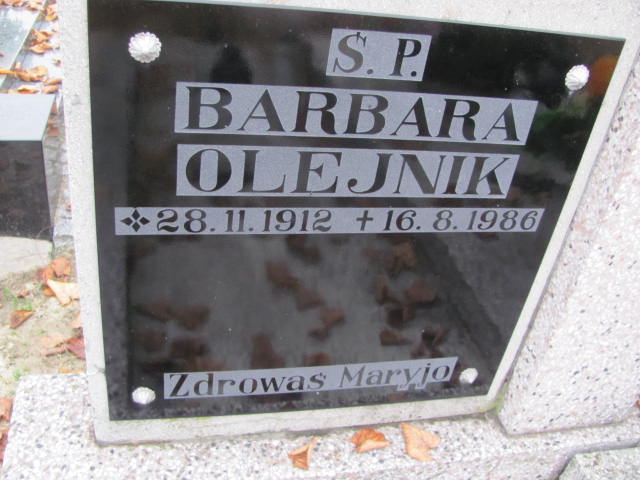 Ś. P.
BARBARA
OLEJNIK
28. 11. 1912 + 16. 8. 1986
Zdrowaś Maryjo